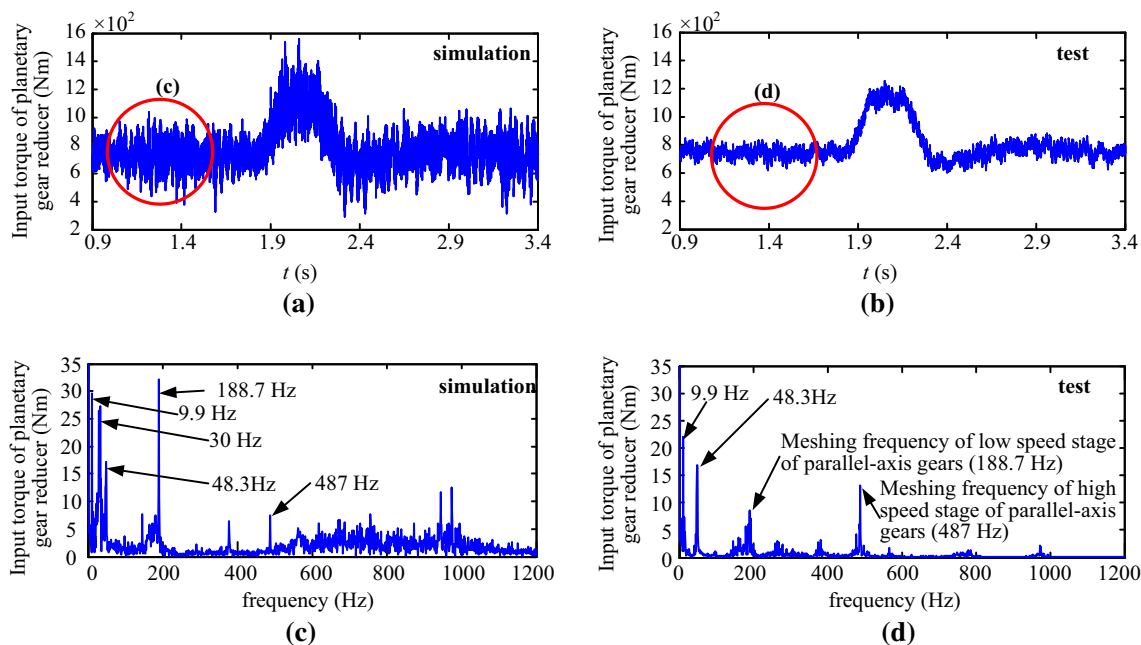 ×10²
16
14
12
10
8
6
4
2
0.9
1.4
1.9
2.4
2.9
3.4
Input torque of planetary
gear reducer (Nm)
t (s)
simulation
(c)
(a)
×10²
16
14
12
10
8
6
4
2
0.9
1.4
1.9
2.4
2.9
3.4
Input torque of planetary
gear reducer (Nm)
t (s)
test
(d)
(b)
35
30
25
20
15
10
5
0
0
200
400
600
800
1000
1200
Input torque of planetary
gear reducer (Nm)
frequency (Hz)
simulation
188.7 Hz
9.9 Hz
30 Hz
48.3Hz
487 Hz
(c)
35
30
25
20
15
10
5
0
0
200
400
600
800
1000
1200
Input torque of planetary
gear reducer (Nm)
frequency (Hz)
test
9.9 Hz
48.3Hz
Meshing frequency of low speed stage
of parallel-axis gears (188.7 Hz)
Meshing frequency of high
speed stage of parallel-axis
gears (487 Hz)
(d)